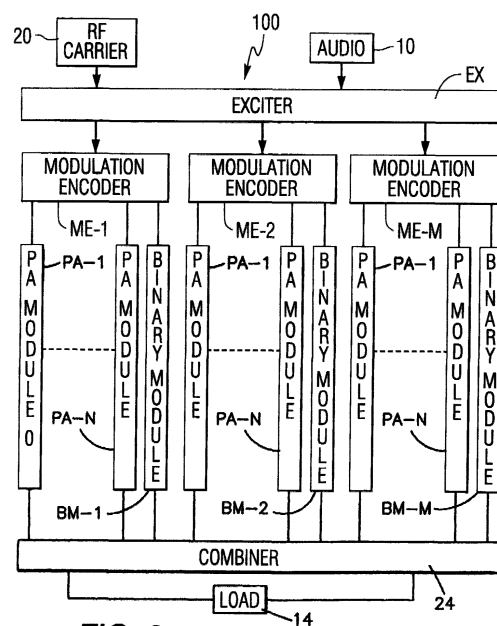 20
RF
CARRIER
100
AUDIO
10
EX
EXCITER
MODULATION
ENCODER
MODULATION
ENCODER
MODULATION
ENCODER
ME-1
ME-2
ME-M
PA MODULE 0
PA-1
PA MODULE
BINARY MODULE
PA MODULE
PA-1
PA MODULE
BINARY MODULE
PA MODULE
PA-1
PA MODULE
BINARY MODULE
PA-N
PA-N
PA-N
BM-1
BM-2
BM-M
COMBINER
LOAD
14
24